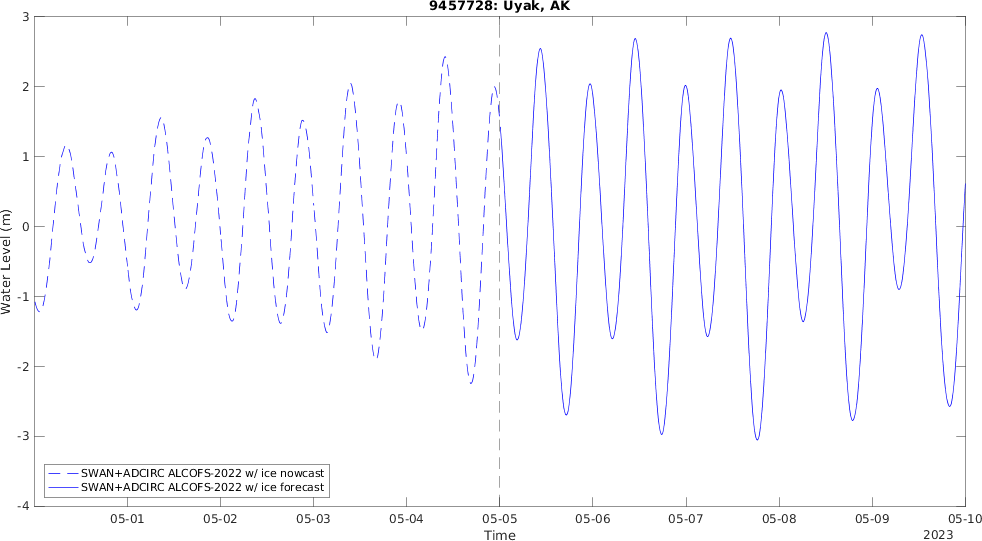 9457728: Uyak, AK
3
2
1
0
-1
-2
-3
-4
Water Level (m)
SWAN+ADCIRC ALCOFS-2022 w/ ice nowcast
SWAN+ADCIRC ALCOFS-2022 w/ ice forecast
05-01 05-02 05-03 05-04 05-05 05-06 05-07 05-08 05-09 05-10
Time
2023